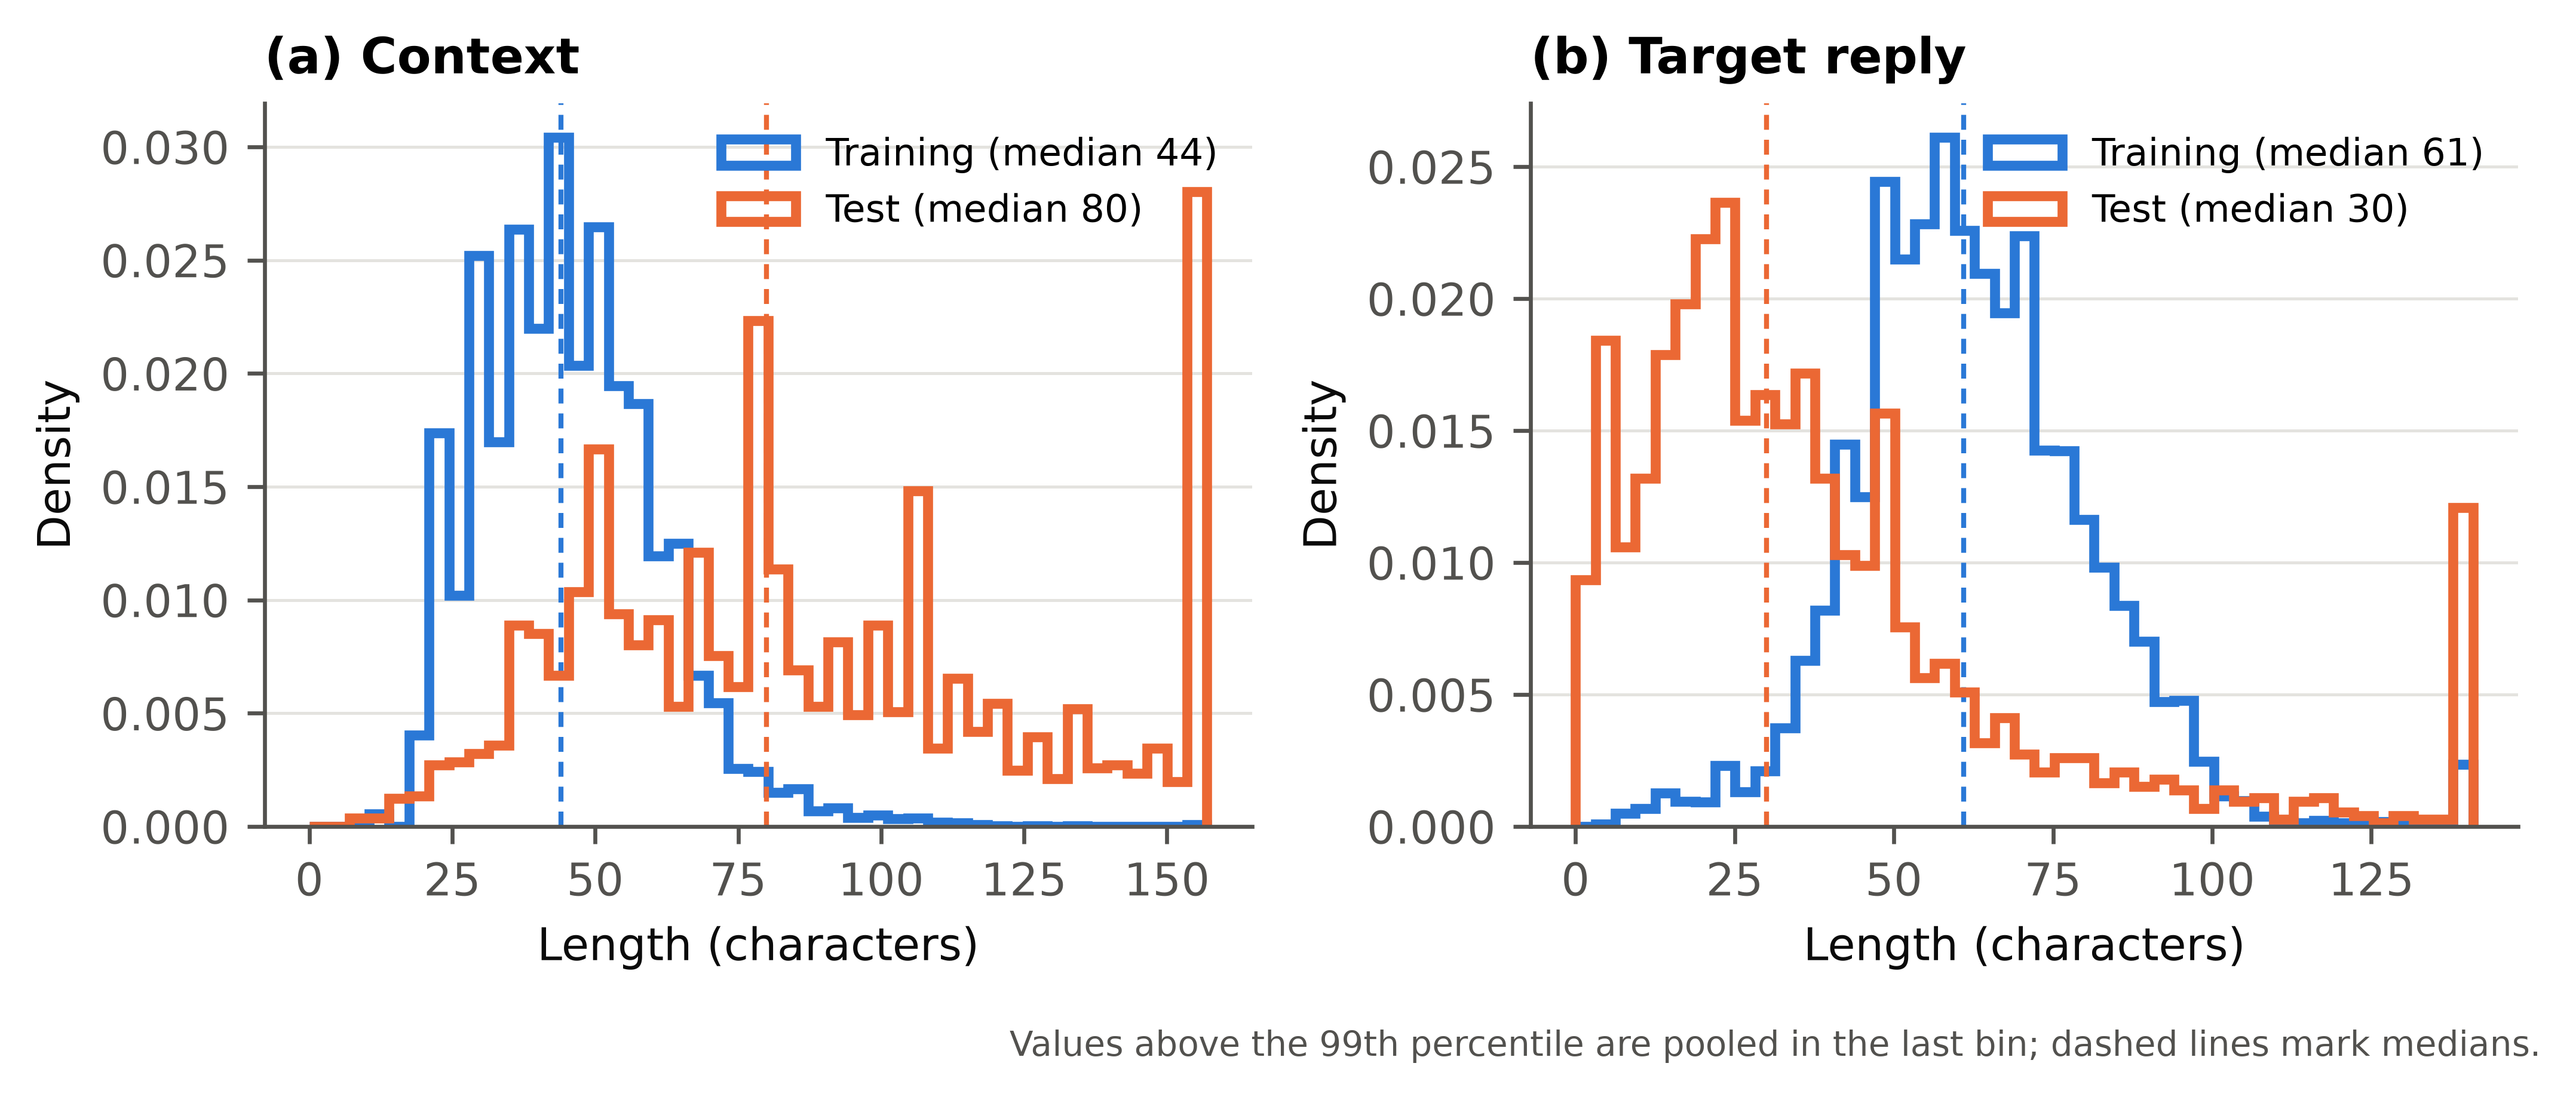 (a) Context
Density
0.030
0.025
0.020
0.015
0.010
0.005
0.000
Training (median 44)
Test (median 80)
0 25 50 75 100 125 150
Length (characters)
(b) Target reply
Density
0.025
0.020
0.015
0.010
0.005
0.000
Training (median 61)
Test (median 30)
0 25 50 75 100 125
Length (characters)
Values above the 99th percentile are pooled in the last bin; dashed lines mark medians.